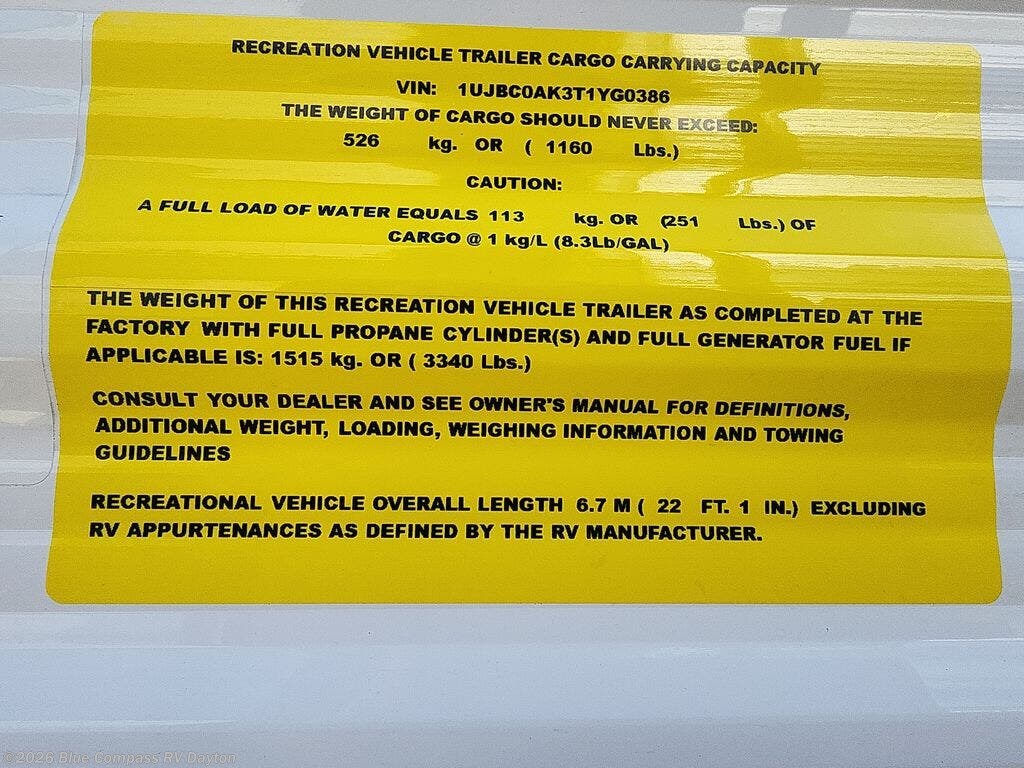 RECREATION VEHICLE TRAILER CARGO CARRYING CAPACITY
VIN: 1UJBC0AK3T1YG0386
THE WEIGHT OF CARGO SHOULD NEVER EXCEED:
526 kg. OR ( 1160 Lbs.)
CAUTION:
A FULL LOAD OF WATER EQUALS 113 kg. OR (251 Lbs.) OF
CARGO @ 1 kg/L (8.3Lb/GAL)
THE WEIGHT OF THIS RECREATION VEHICLE TRAILER AS COMPLETED AT THE
FACTORY WITH FULL PROPANE CYLINDER(S) AND FULL GENERATOR FUEL IF
APPLICABLE IS: 1515 kg. OR ( 3340 Lbs.)
CONSULT YOUR DEALER AND SEE OWNER'S MANUAL FOR DEFINITIONS,
ADDITIONAL WEIGHT, LOADING, WEIGHING INFORMATION AND TOWING
GUIDELINES
RECREATIONAL VEHICLE OVERALL LENGTH 6.7 M ( 22 FT. 1 IN.) EXCLUDING
RV APPURTENANCES AS DEFINED BY THE RV MANUFACTURER.
©2026 Blue Compass RV Dayton